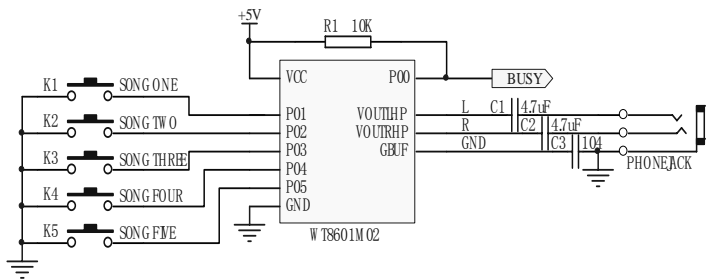 +5V
R1 10K
K1 SONG ONE
K2 SONG TWO
K3 SONG THREE
K4 SONG FOUR
K5 SONG FIVE
VCC
P01
P02
P03
P04
P05
GND
P00
VOUTLHP
VOUTRHP
GBUF
WT8601M02
BUSY
L C1 4.7uF
R C2 4.7uF
GND C3 104
PHONEJACK